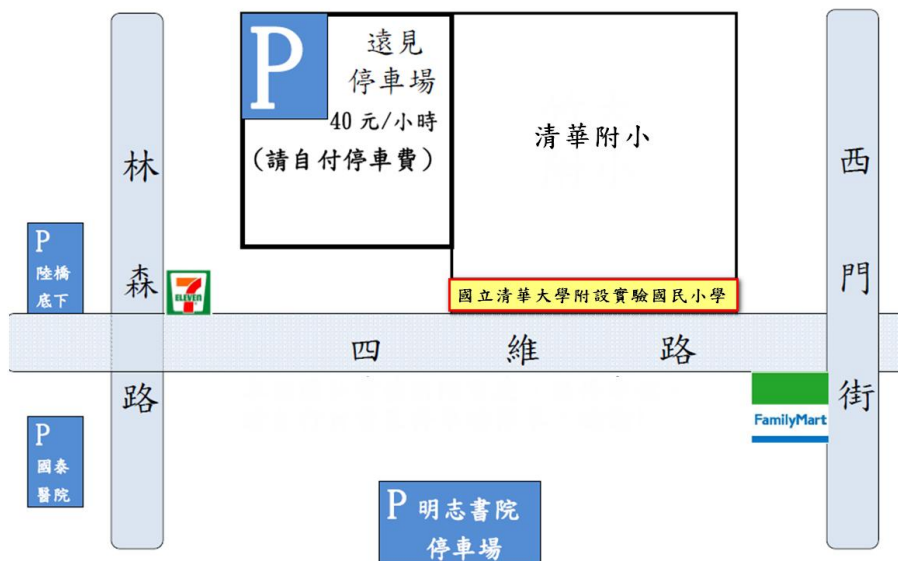 P
遠見
停車場
40 元/小時
(請自付停車費)
清華附小
林森路
西門街
P
陸橋
底下
7
ELEVEN
國立清華大學附設實驗國民小學
四維路
FamilyMart
P
國泰
醫院
P 明志書院
停車場